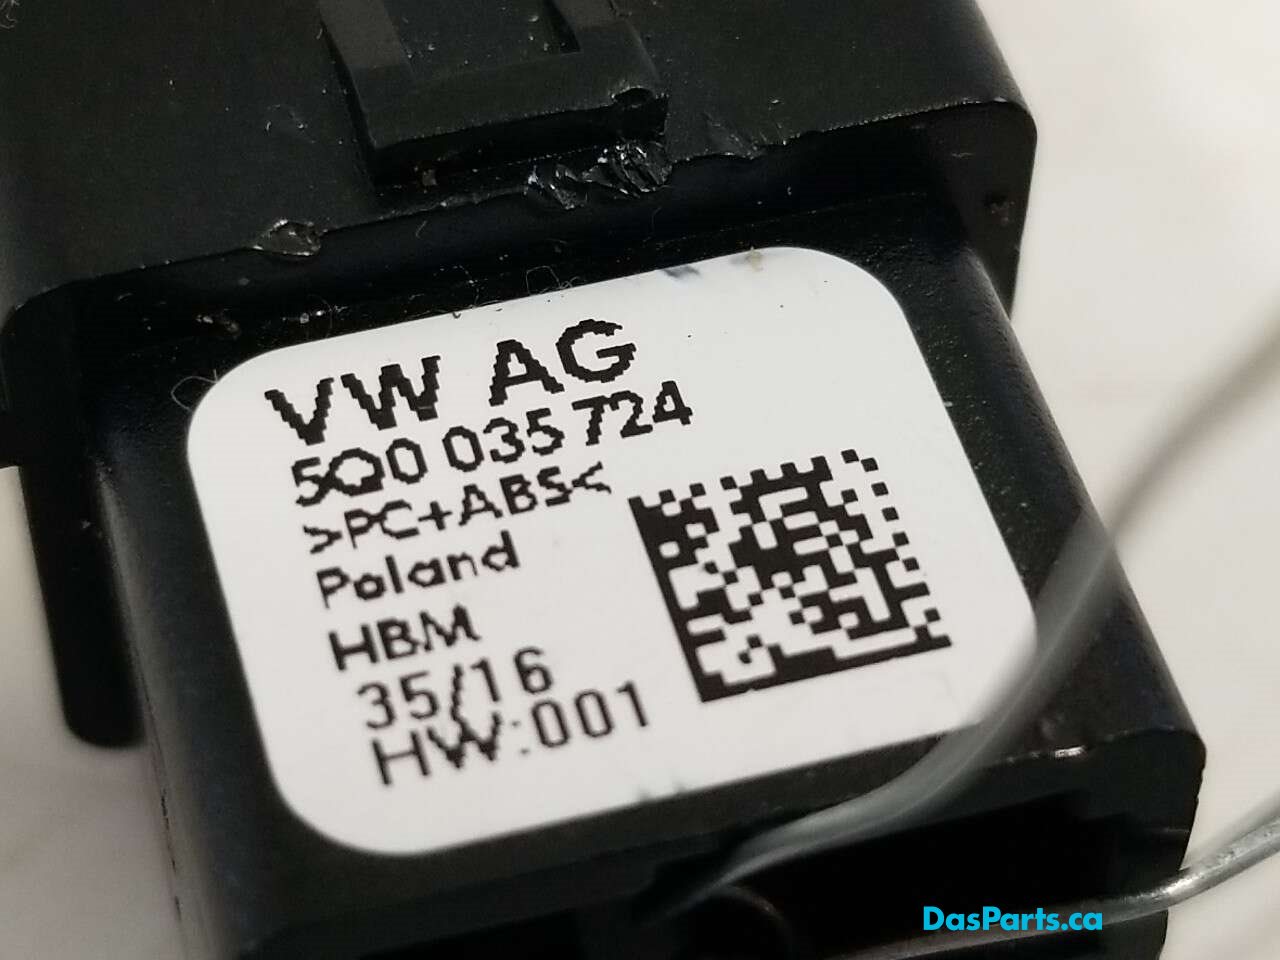 VW AG
5Q0 035 724
>PC+ABS<
Poland
HBM
35/16
HW:001
DasParts.ca